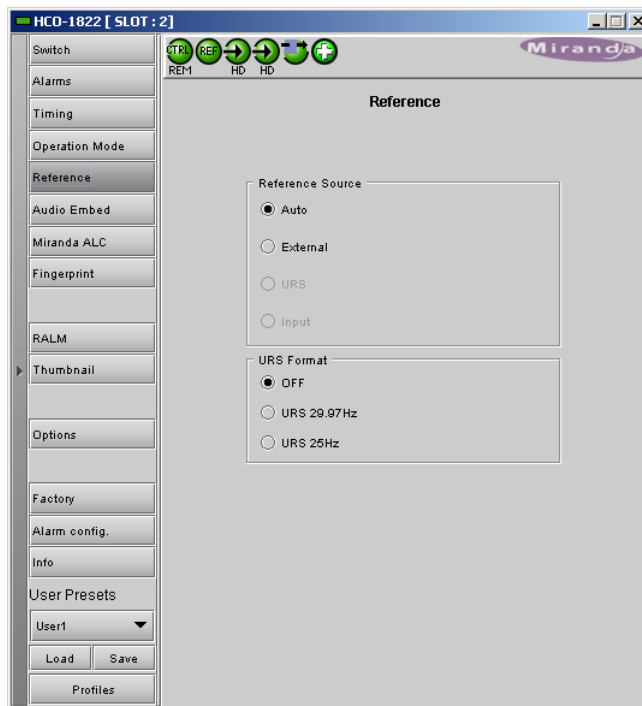 HCO-1822 [ SLOT : 2]
Switch
Alarms
Timing
Operation Mode
Reference
Audio Embed
Miranda ALC
Fingerprint
RALM
Thumbnail
Options
Factory
Alarm config.
Info
User Presets
User1
Load Save
Profiles
CTRL REF
REM HD HD
Miranda
Reference
Reference Source
Auto
External
URS
Input
URS Format
OFF
URS 29.97Hz
URS 25Hz